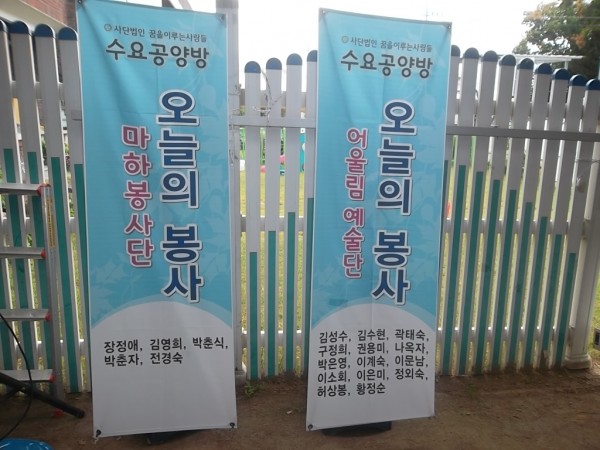 사단법인 꿈을이루는사람들
수요공양방
오늘의 봉사
마하봉사단
장정애, 김영희, 박춘식,
박춘자, 전경숙
사단법인 꿈을이루는사람들
수요공양방
오늘의 봉사
어울림 예술단
김성수, 김수현, 곽태숙,
구정희, 권용미, 나옥자,
박은영, 이계숙, 이문남,
이소희, 이은미, 정외숙,
허상봉, 황정순